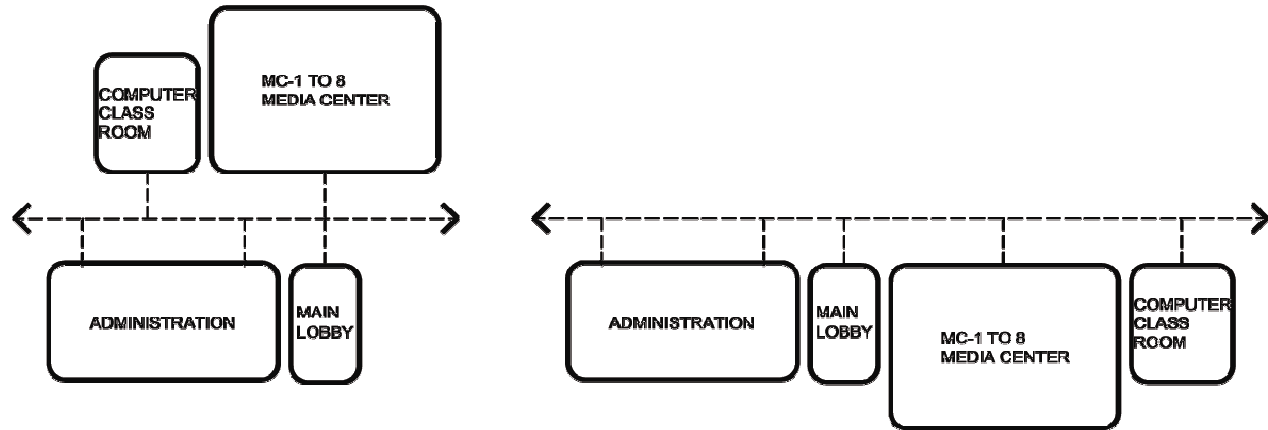 COMPUTER
CLASS
ROOM
MC-1 TO 8
MEDIA CENTER
ADMINISTRATION
MAIN
LOBBY
ADMINISTRATION
MAIN
LOBBY
MC-1 TO 8
MEDIA CENTER
COMPUTER
CLASS
ROOM